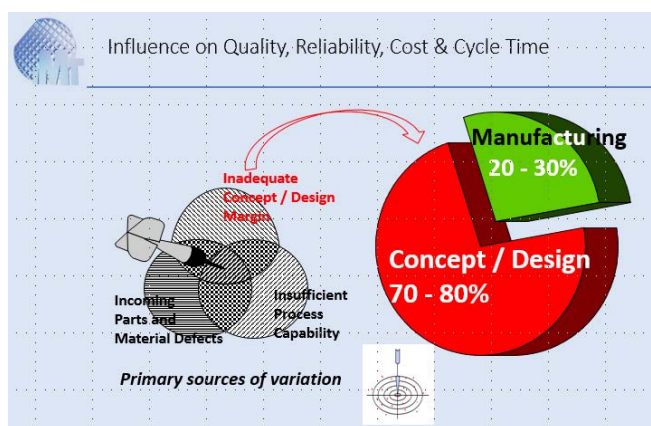 Influence on Quality, Reliability, Cost & Cycle Time
Inadequate
Concept / Design
Margin
Incoming
Parts and
Material Defects
Insufficient
Process
Capability
Primary sources of variation
Manufacturing
20 - 30%
Concept / Design
70 - 80%